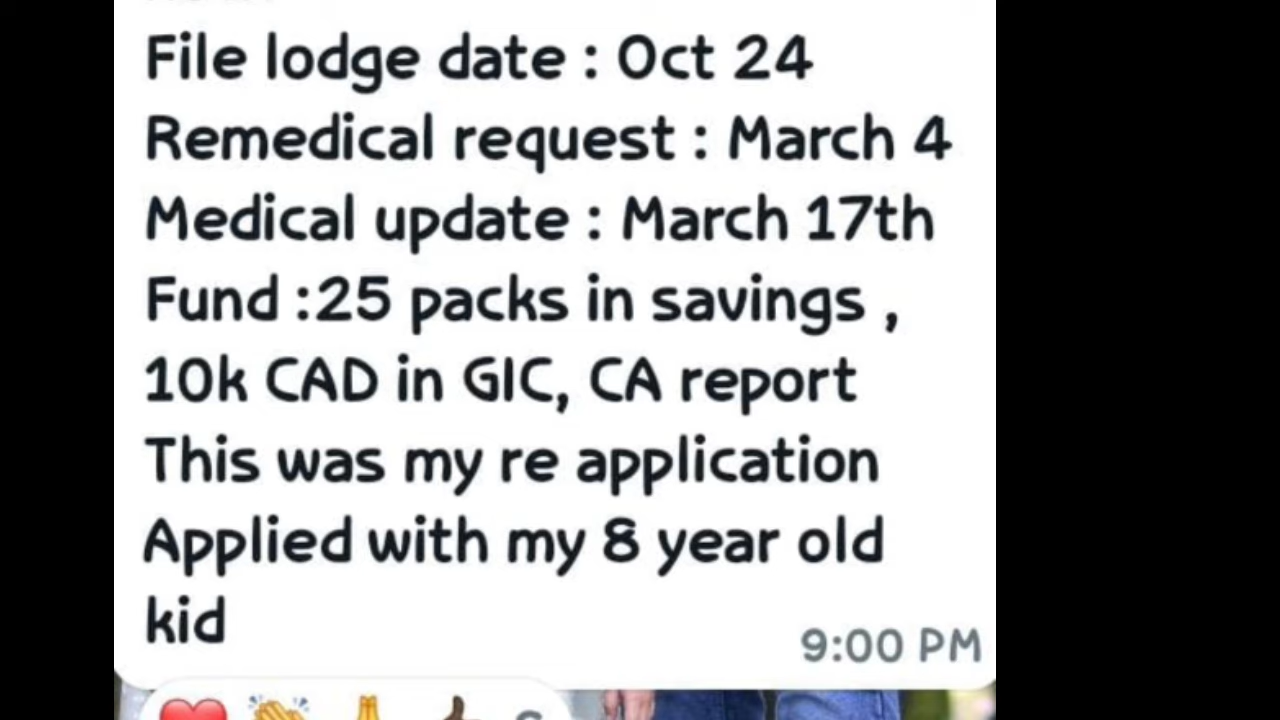 File lodge date : Oct 24
Remedical request : March 4
Medical update : March 17th
Fund :25 packs in savings ,
10k CAD in GIC, CA report
This was my re application
Applied with my 8 year old
kid
9:00 PM